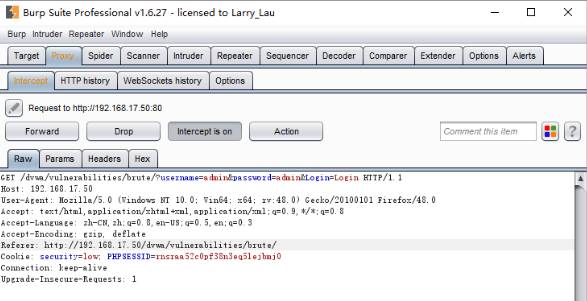 Burp Suite Professional v1.6.27 - licensed to Larry_Lau
Burp Intruder Repeater Window Help
Target Proxy Spider Scanner Intruder Repeater Sequencer Decoder Comparer Extender Options Alerts
Intercept HTTP history WebSockets history Options
Request to http://192.168.17.50:80
Forward Drop Intercept is on Action Comment this item ?
Raw Params Headers Hex
GET /dvwa/vulnerabilities/brute/?username=admin&password=admin&Login=Login HTTP/1.1
Host: 192.168.17.50
User-Agent: Mozilla/5.0 (Windows NT 10.0; Win64; x64; rv:48.0) Gecko/20100101 Firefox/48.0
Accept: text/html,application/xhtml+xml,application/xml;q=0.9,*/*;q=0.8
Accept-Language: zh-CN,zh;q=0.8,en-US;q=0.5,en;q=0.3
Accept-Encoding: gzip, deflate
Referer: http://192.168.17.50/dvwa/vulnerabilities/brute/
Cookie: security=low; PHPSESSID=rnsraa52c0pf38n3eq5lejbmj0
Connection: keep-alive
Upgrade-Insecure-Requests: 1